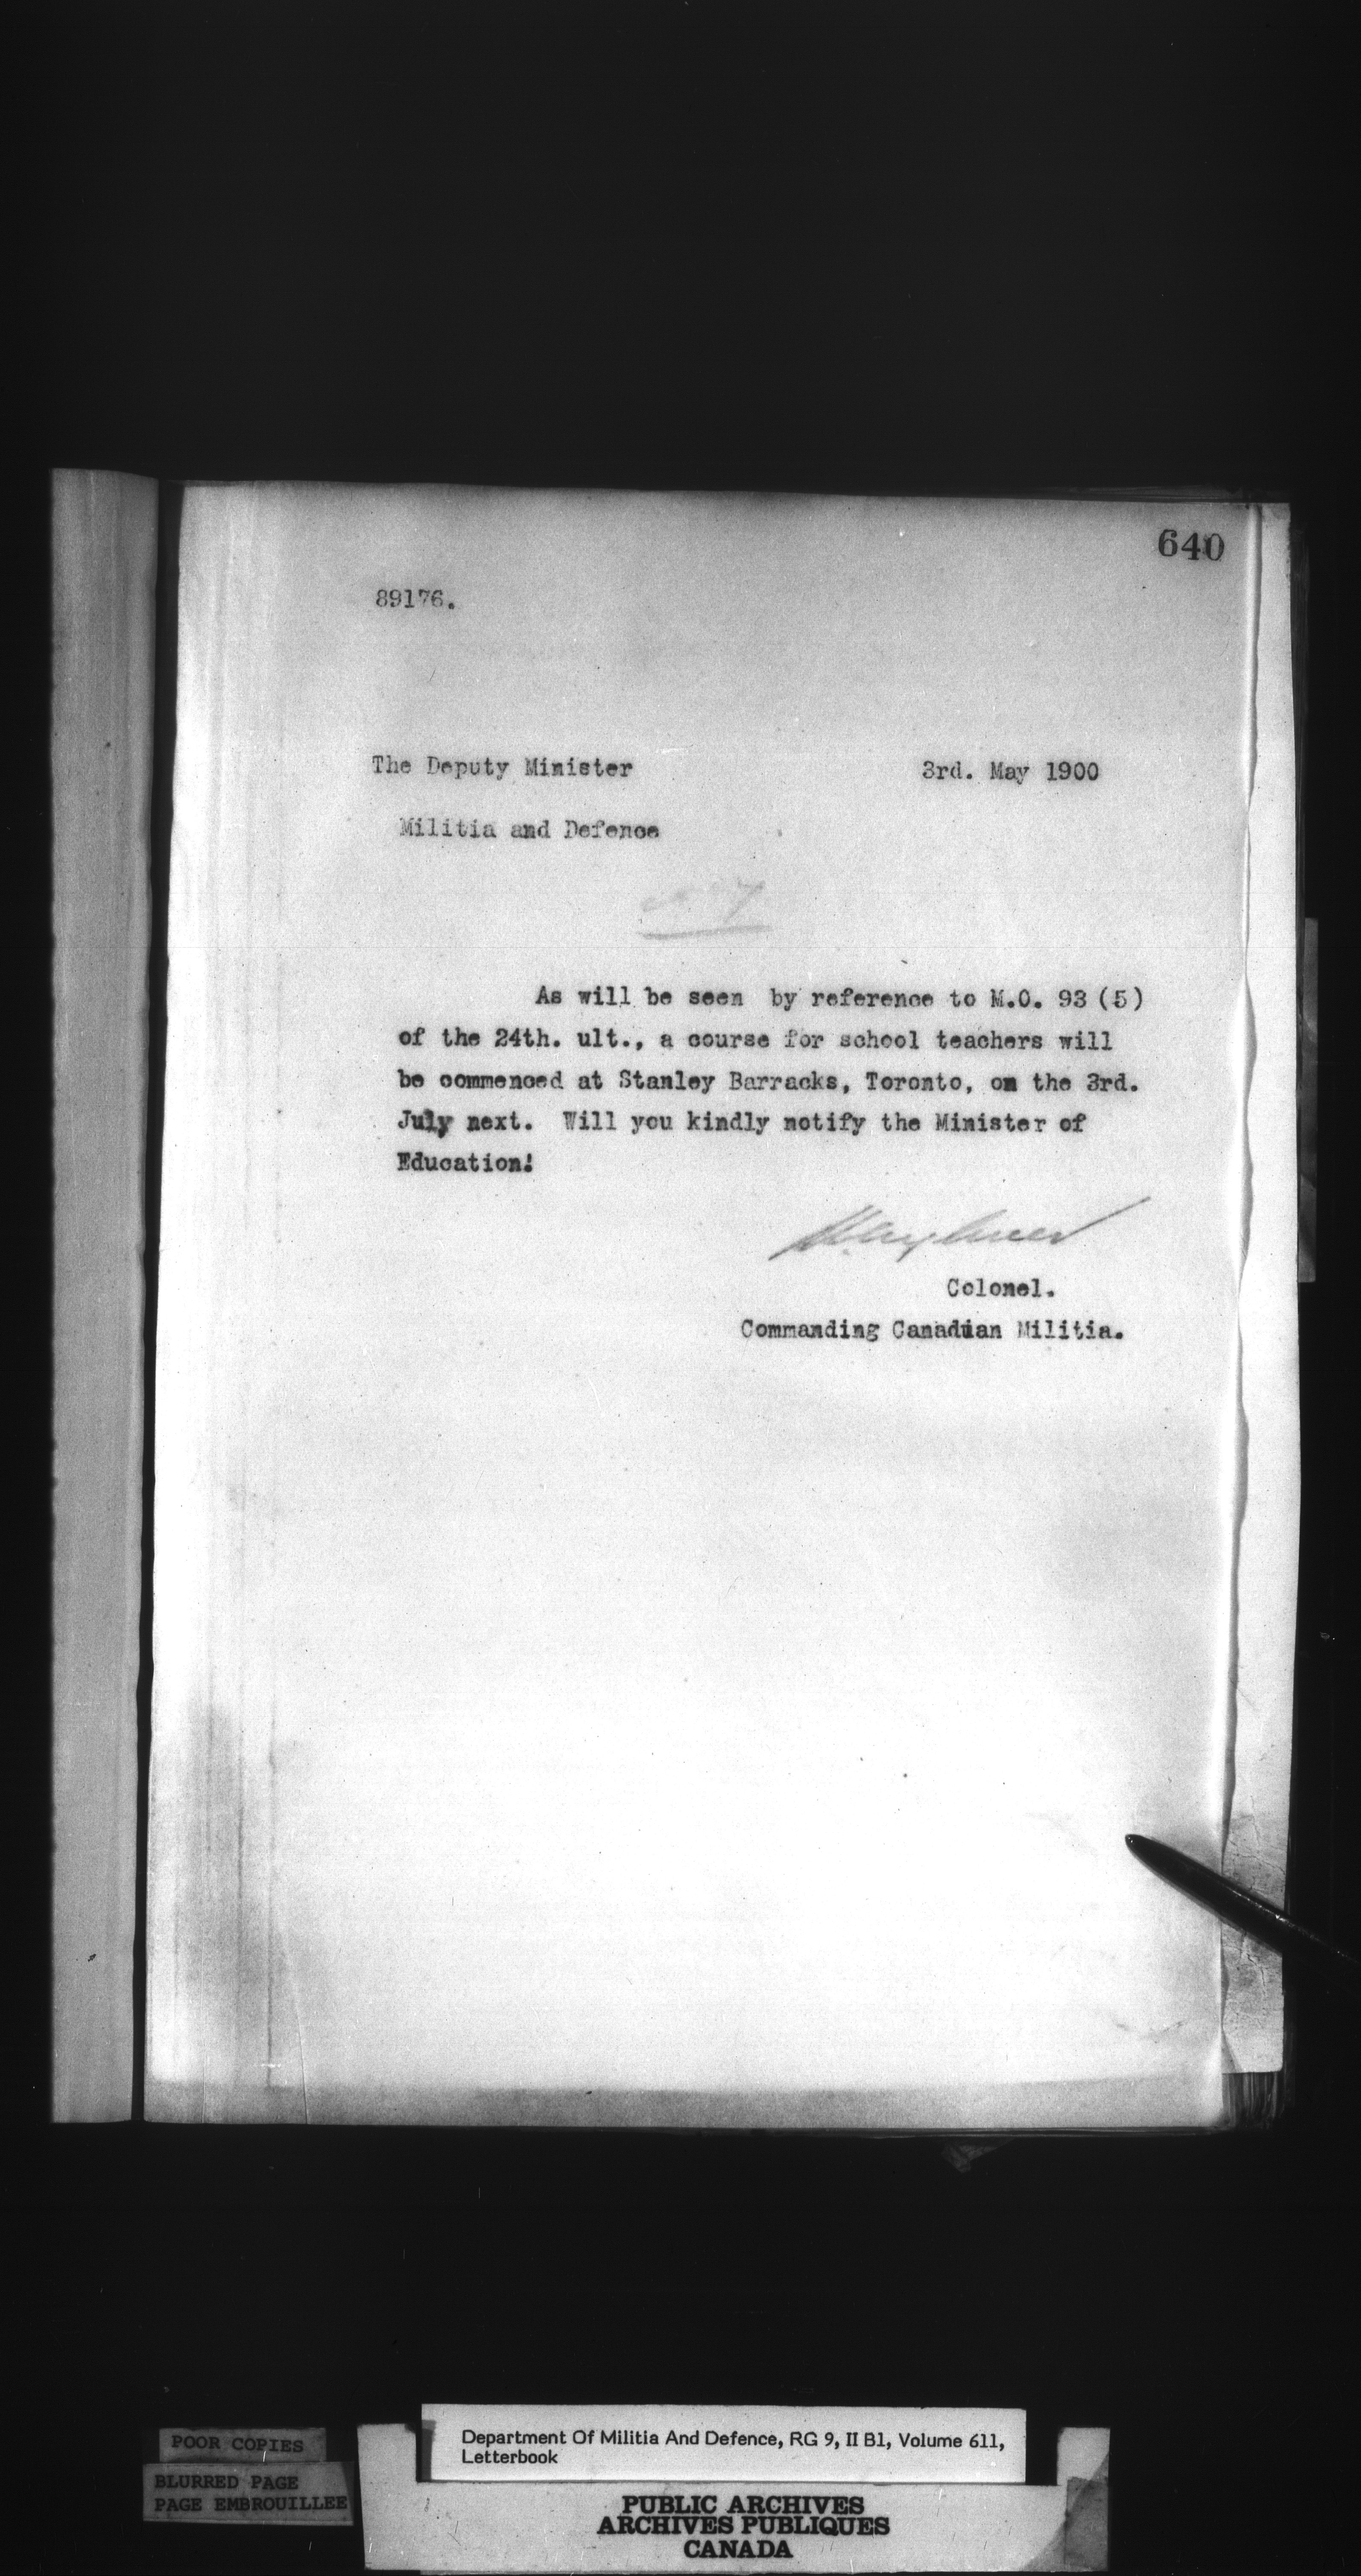 640
89176.
The Deputy Minister 3rd. May 1900
Militia and Defence
As will be seen by reference to M.O. 93 (5)
of the 24th. ult., a course for school teachers will
be commenced at Stanley Barracks, Toronto, on the 3rd.
July next. Will you kindly notify the Minister of
Education!
Colonel.
Commanding Canaduan Militia.
POOR COPIES
BLURRED PAGE
PAGE EMBROUILLEE
Department Of Militia And Defence, RG 9, II B1, Volume 611,
Letterbook
PUBLIC ARCHIVES
ARCHIVES PUBLIQUES
CANADA